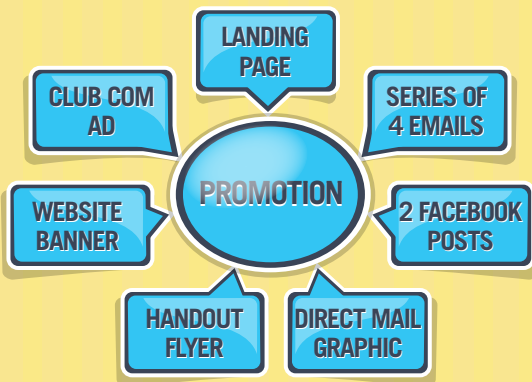 LANDING
PAGE
CLUB COM
AD
SERIES OF
4 EMAILS
PROMOTION
WEBSITE
BANNER
2 FACEBOOK
POSTS
HANDOUT
FLYER
DIRECT MAIL
GRAPHIC